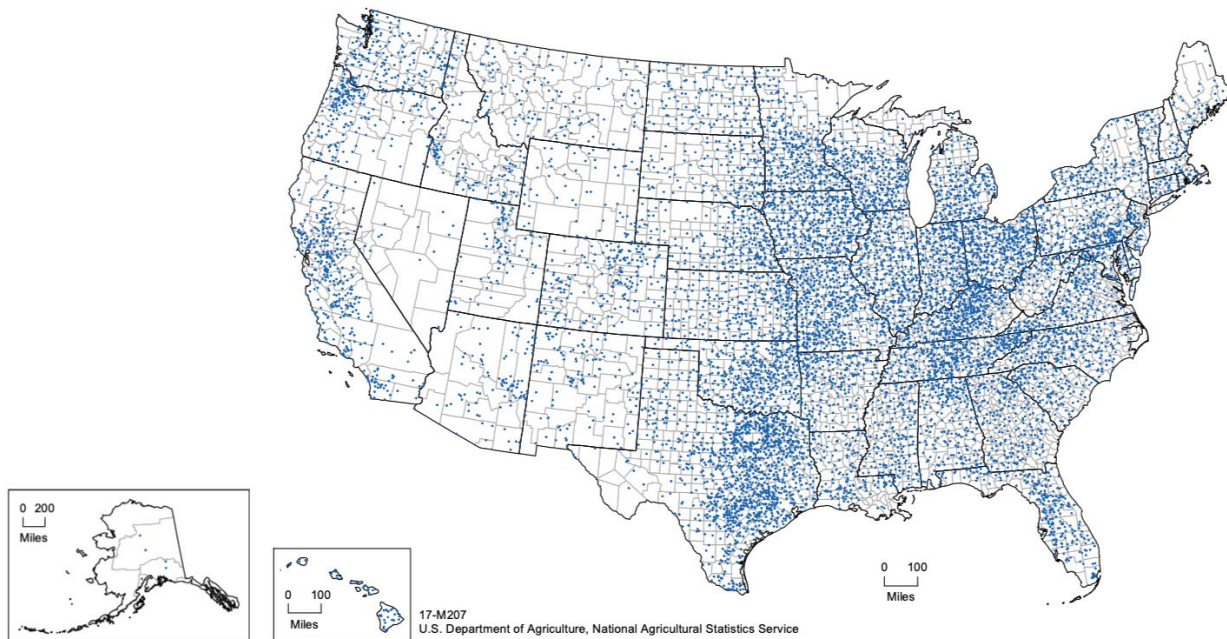 0 200
Miles
0 100
Miles
17-M207
U.S. Department of Agriculture, National Agricultural Statistics Service
0 100
Miles